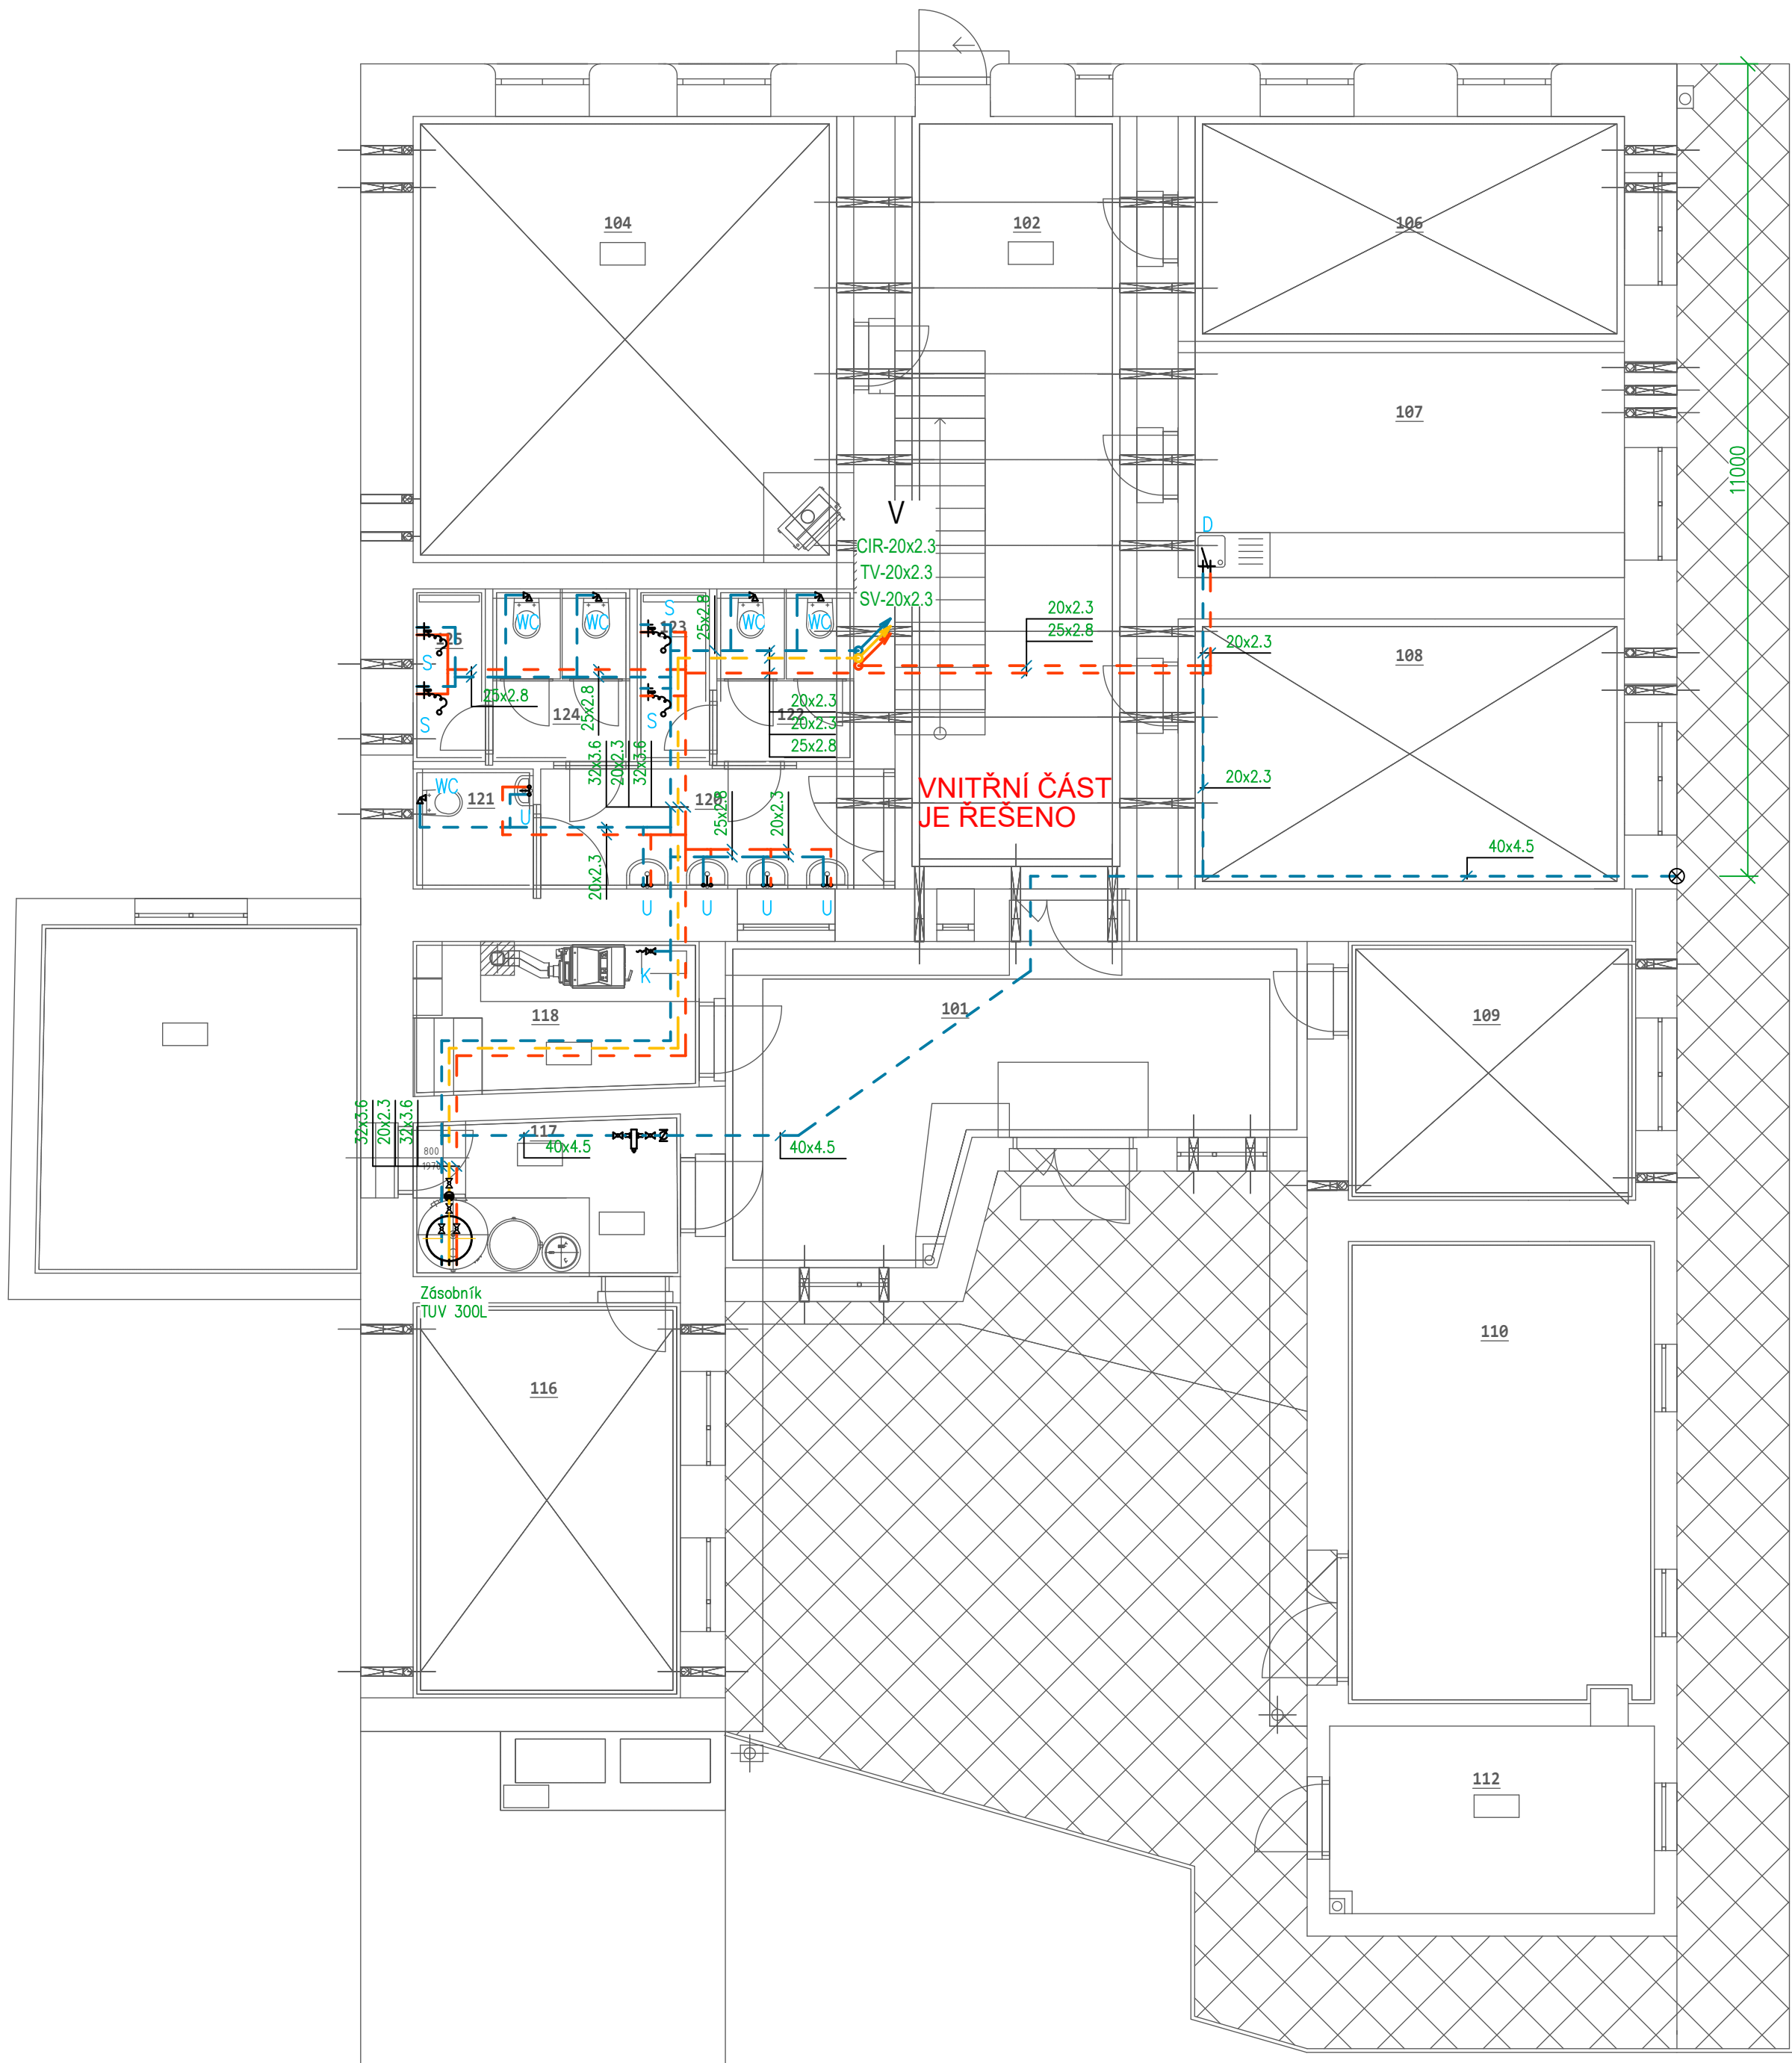 104
102
106
107
11000
V
CIR-20x2.3
TV-20x2.3
SV-20x2.3
D
20x2.3
25x2.8
20x2.3
108
WC
WC
S
123
25x2.8
WC
WC
S
25x2.8
S
124
25x2.8
S
122
20x2.3
20x2.3
25x2.8
32x3.6
20x2.3
32x3.6
20x2.3
VNITŘNÍ ČÁST
JE ŘEŠENO
WC
121
U
120
25x2.8
20x2.3
20x2.3
40x4.5
U
U
U
U
K
118
101
109
32x3.6
20x2.3
32x3.6
117
800
40x4.5
40x4.5
Zásobník
TUV 300L
116
110
112